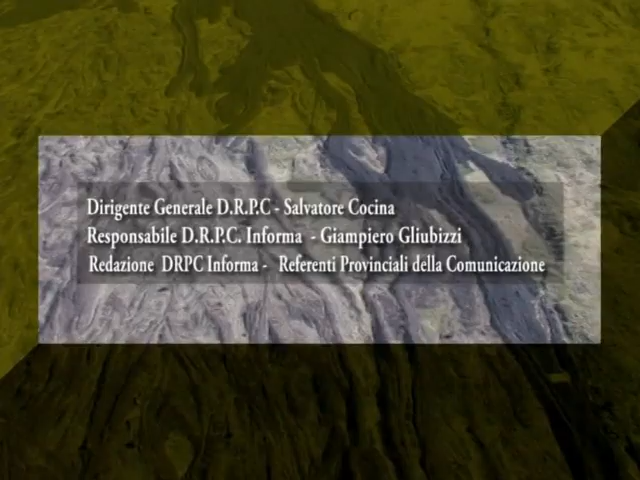 Dirigente Generale D.R.P.C - Salvatore Cocina
Responsabile D.R.P.C. Informa - Giampiero Gliubizzi
Redazione DRPC Informa - Referenti Provinciali della Comunicazione